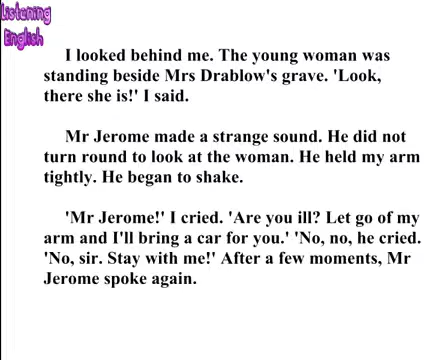 Listening
English
I looked behind me. The young woman was
standing beside Mrs Drablow's grave. 'Look,
there she is!' I said.
Mr Jerome made a strange sound. He did not
turn round to look at the woman. He held my arm
tightly. He began to shake.
'Mr Jerome!' I cried. 'Are you ill? Let go of my
arm and I'll bring a car for you.' 'No, no, he cried.
'No, sir. Stay with me!' After a few moments, Mr
Jerome spoke again.